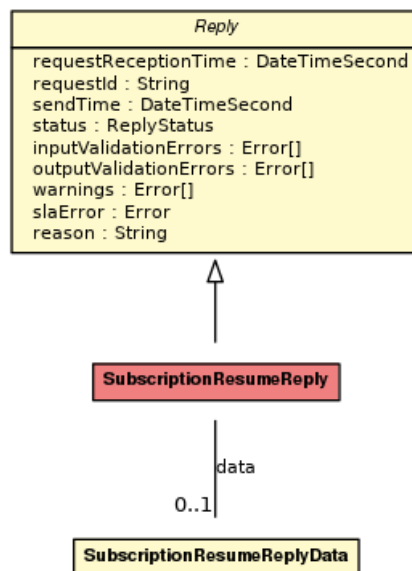 Reply
requestReceptionTime : DateTimeSecond
requestId : String
sendTime : DateTimeSecond
status : ReplyStatus
inputValidationErrors : Error[]
outputValidationErrors : Error[]
warnings : Error[]
slaError : Error
reason : String
SubscriptionResumeReply
data
0..1
SubscriptionResumeReplyData